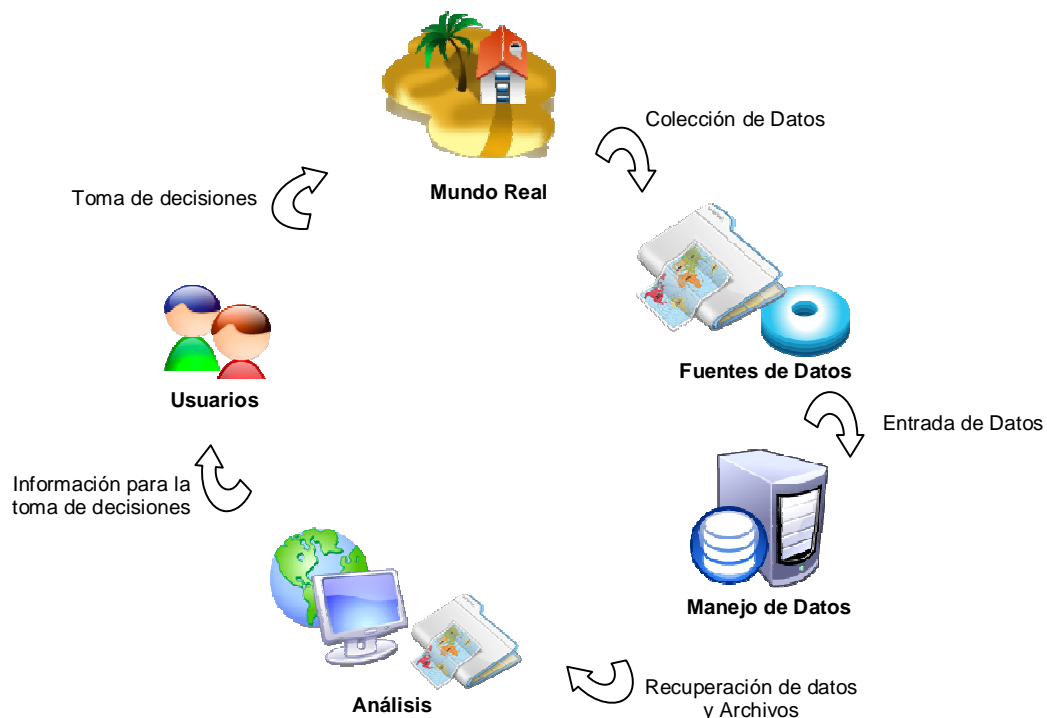 Colección de Datos
Mundo Real
Toma de decisiones
Fuentes de Datos
Usuarios
Entrada de Datos
Información para la
toma de decisiones
Manejo de Datos
Recuperación de datos
y Archivos
Análisis